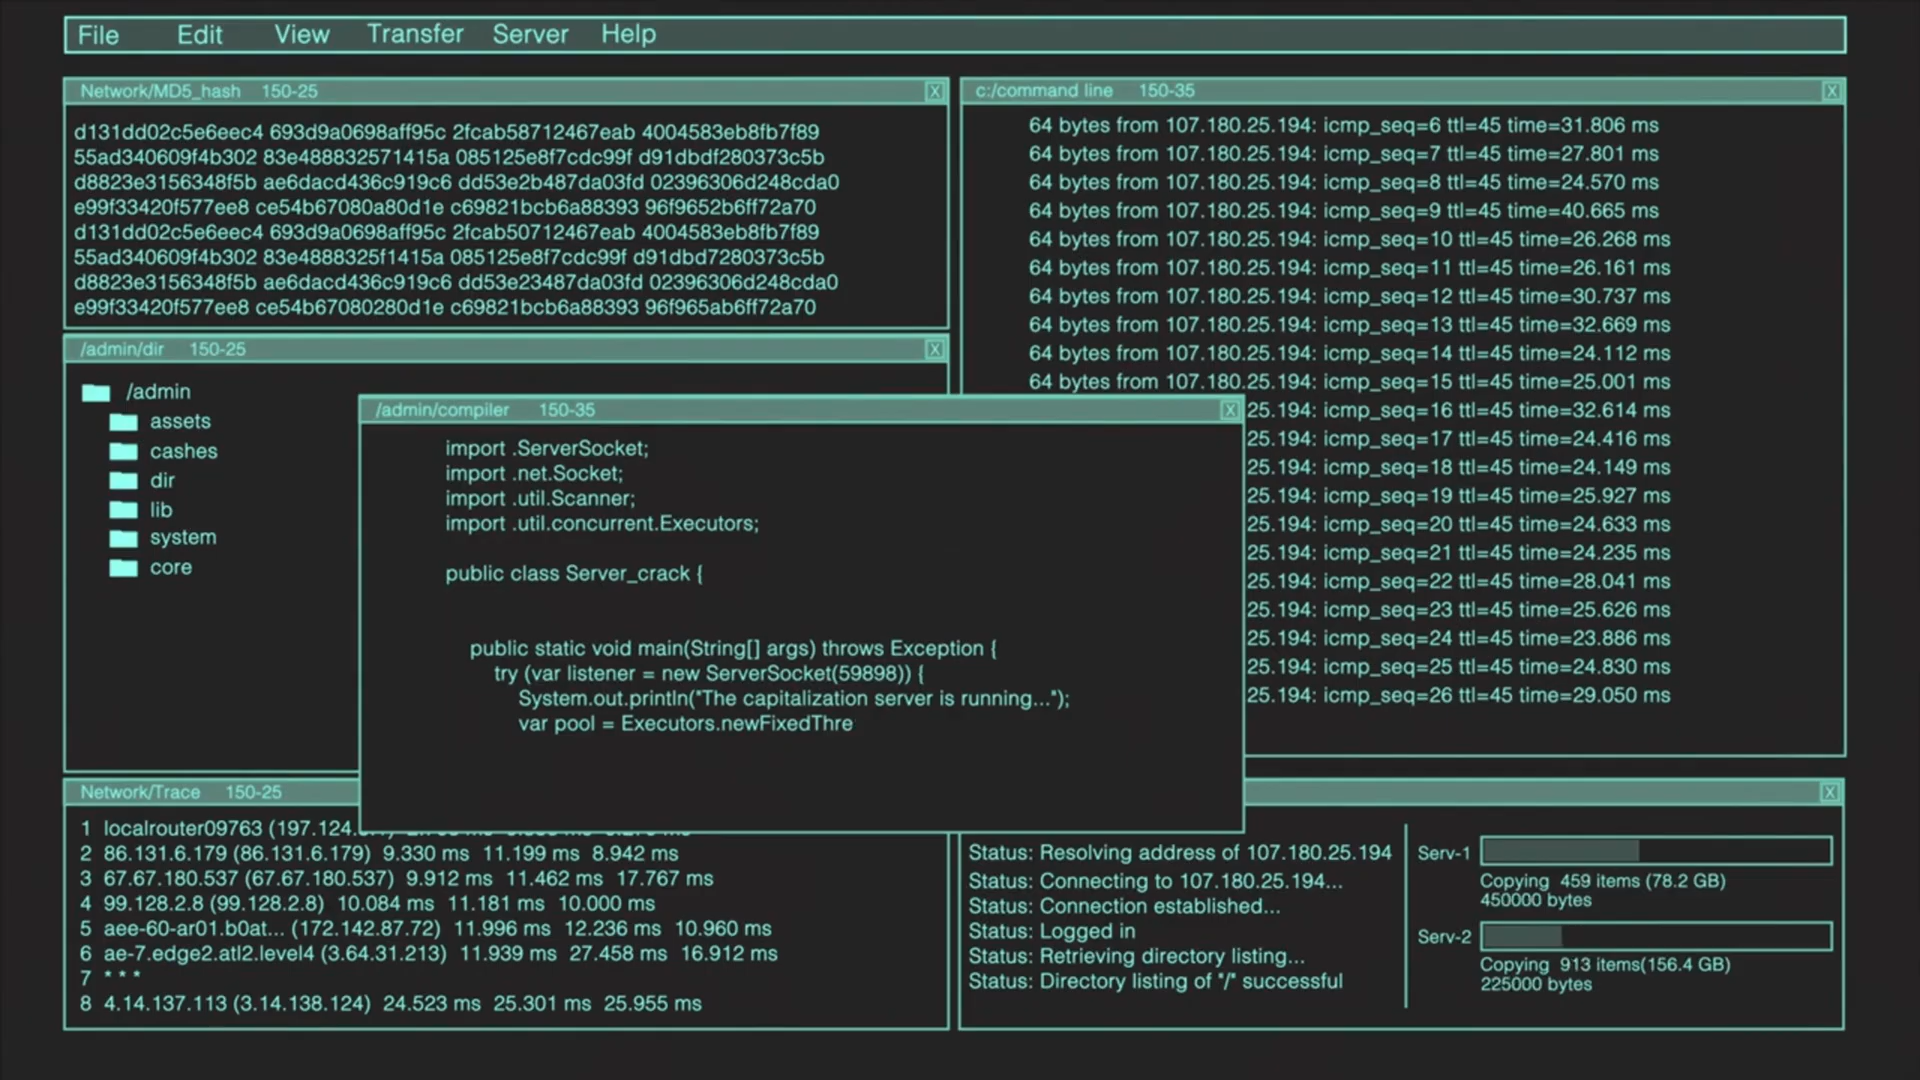 File Edit View Transfer Server Help
Network/MD5_hash 150-25
d131dd02c5e6eec4 693d9a0698aff95c 2fcab58712467eab 4004583eb8fb7f89
55ad340609f4b302 83e488832571415a 085125e8f7cdc99f d91dbdf280373c5b
d8823e3156348f5b ae6dacd436c919c6 dd53e2b487da03fd 02396306d248cda0
e99f33420f577ee8 ce54b67080a80d1e c69821bcb6a88393 96f9652b6ff72a70
d131dd02c5e6eec4 693d9a0698aff95c 2fcab50712467eab 4004583eb8fb7f89
55ad340609f4b302 83e4888325f1415a 085125e8f7cdc99f d91dbd7280373c5b
d8823e3156348f5b ae6dacd436c919c6 dd53e23487da03fd 02396306d248cda0
e99f33420f577ee8 ce54b67080280d1e c69821bcb6a88393 96f965ab6ff72a70
c:/command line 150-35
64 bytes from 107.180.25.194: icmp_seq=6 ttl=45 time=31.806 ms
64 bytes from 107.180.25.194: icmp_seq=7 ttl=45 time=27.801 ms
64 bytes from 107.180.25.194: icmp_seq=8 ttl=45 time=24.570 ms
64 bytes from 107.180.25.194: icmp_seq=9 ttl=45 time=40.665 ms
64 bytes from 107.180.25.194: icmp_seq=10 ttl=45 time=26.268 ms
64 bytes from 107.180.25.194: icmp_seq=11 ttl=45 time=26.161 ms
64 bytes from 107.180.25.194: icmp_seq=12 ttl=45 time=30.737 ms
64 bytes from 107.180.25.194: icmp_seq=13 ttl=45 time=32.669 ms
64 bytes from 107.180.25.194: icmp_seq=14 ttl=45 time=24.112 ms
64 bytes from 107.180.25.194: icmp_seq=15 ttl=45 time=25.001 ms
25.194: icmp_seq=16 ttl=45 time=32.614 ms
25.194: icmp_seq=17 ttl=45 time=24.416 ms
25.194: icmp_seq=18 ttl=45 time=24.149 ms
25.194: icmp_seq=19 ttl=45 time=25.927 ms
25.194: icmp_seq=20 ttl=45 time=24.633 ms
25.194: icmp_seq=21 ttl=45 time=24.235 ms
25.194: icmp_seq=22 ttl=45 time=28.041 ms
25.194: icmp_seq=23 ttl=45 time=25.626 ms
25.194: icmp_seq=24 ttl=45 time=23.886 ms
25.194: icmp_seq=25 ttl=45 time=24.830 ms
25.194: icmp_seq=26 ttl=45 time=29.050 ms
/admin/dir 150-25
/admin
assets
cashes
dir
lib
system
core
/admin/compiler 150-35
import .ServerSocket;
import .net.Socket;
import .util.Scanner;
import .util.concurrent.Executors;
public class Server_crack {
public static void main(String[] args) throws Exception {
try (var listener = new ServerSocket(59898)) {
System.out.println("The capitalization server is running...");
var pool = Executors.newFixedThre
Network/Trace 150-25
1 localrouter09763 (197.124.
2 86.131.6.179 (86.131.6.179) 9.330 ms 11.199 ms 8.942 ms
3 67.67.180.537 (67.67.180.537) 9.912 ms 11.462 ms 17.767 ms
4 99.128.2.8 (99.128.2.8) 10.084 ms 11.181 ms 10.000 ms
5 aee-60-ar01.b0at... (172.142.87.72) 11.996 ms 12.236 ms 10.960 ms
6 ae-7.edge2.atl2.level4 (3.64.31.213) 11.939 ms 27.458 ms 16.912 ms
7 * * *
8 4.14.137.113 (3.14.138.124) 24.523 ms 25.301 ms 25.955 ms
Status: Resolving address of 107.180.25.194
Status: Connecting to 107.180.25.194...
Status: Connection established...
Status: Logged in
Status: Retrieving directory listing...
Status: Directory listing of "/" successful
Serv-1
Copying 459 items (78.2 GB)
450000 bytes
Serv-2
Copying 913 items(156.4 GB)
225000 bytes